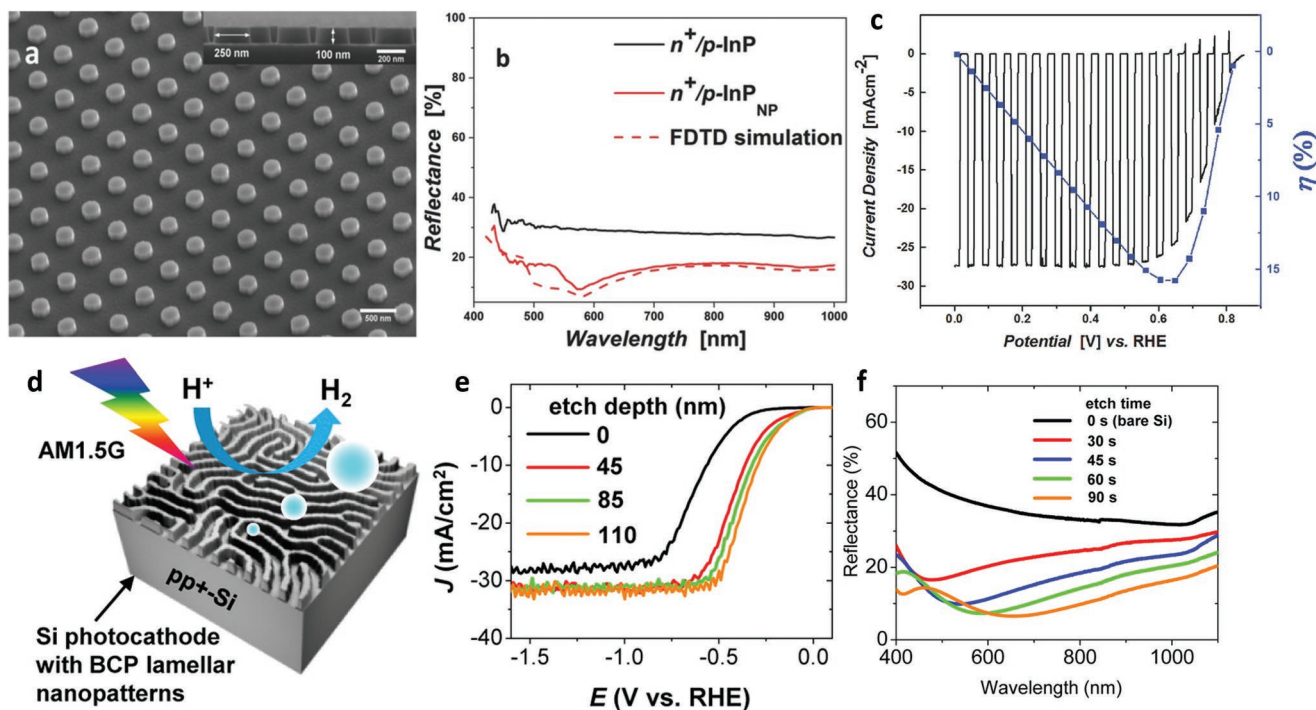 a
250 nm
100 nm
200 nm
500 nm
b
100
80
60
40
20
Reflectance [%]
n+/p-InP
n+/p-InP NP
FDTD simulation
400 500 600 700 800 900 1000
Wavelength [nm]
c
0
-5
-10
-15
-20
-25
-30
Current Density [mAcm-2]
0
5
10
15
η (%)
0.0 0.2 0.4 0.6 0.8
Potential [V] vs. RHE
d
H+
H2
AM1.5G
pp+-Si
Si photocathode
with BCP lamellar
nanopatterns
e
etch depth (nm)
0
45
85
110
0
-10
-20
-30
-40
J (mA/cm2)
-1.5 -1.0 -0.5 0.0
E (V vs. RHE)
f
etch time
0 s (bare Si)
30 s
45 s
60 s
90 s
60
40
20
0
Reflectance (%)
400 600 800 1000
Wavelength (nm)